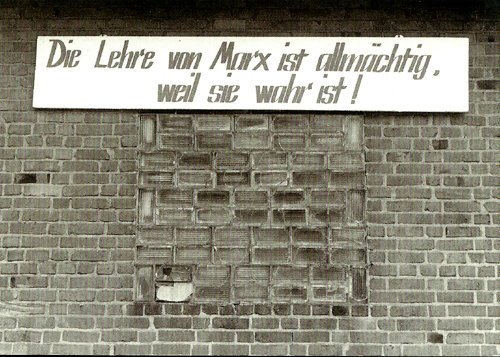 Die Lehre von Marx ist allmächtig,
weil sie wahr ist!